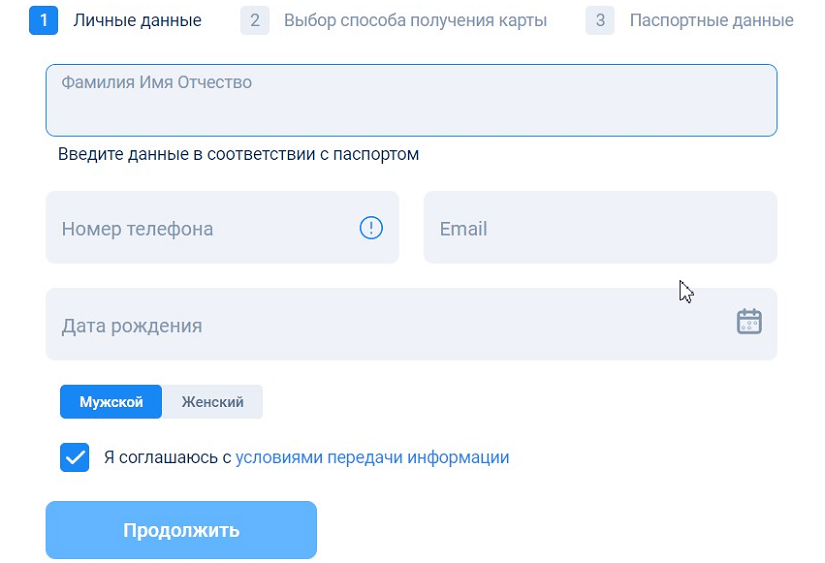 1 Личные данные 2 Выбор способа получения карты 3 Паспортные данные
Фамилия Имя Отчество
Введите данные в соответствии с паспортом
Номер телефона Email
Дата рождения
Мужской Женский
Я соглашаюсь с условиями передачи информации
Продолжить